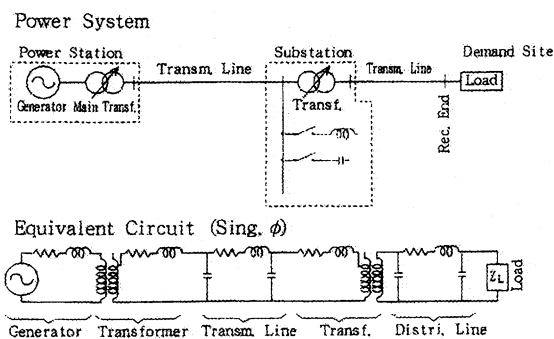 Power System
Power Station
Substation
Demand Site
Transm. Line
Transm. Line
Load
Generator Main Transf.
Transf.
Rec. End
Equivalent Circuit (Sing. ϕ)
ZL
Load
Generator Transformer Transm. Line Transf. Distri. Line